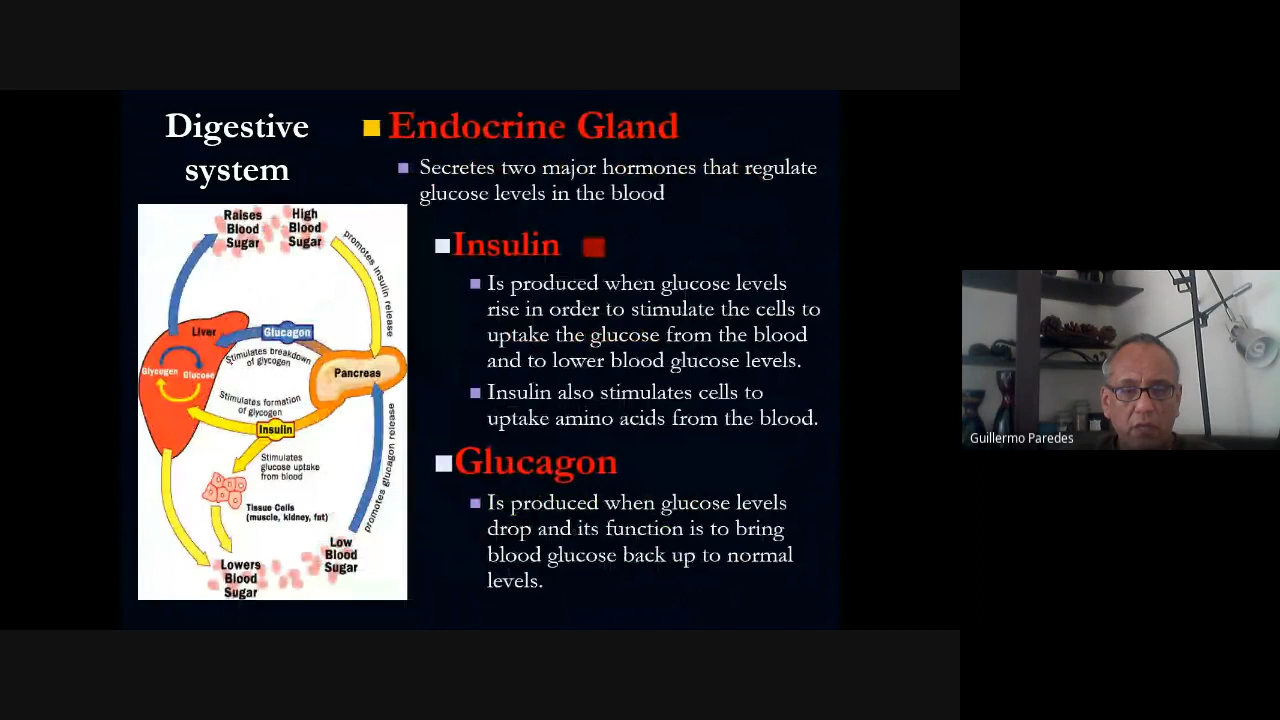 Digestive
system
Endocrine Gland
Secretes two major hormones that regulate
glucose levels in the blood
Insulin
Is produced when glucose levels
rise in order to stimulate the cells to
uptake the glucose from the blood
and to lower blood glucose levels.
Insulin also stimulates cells to
uptake amino acids from the blood.
Glucagon
Is produced when glucose levels
drop and its function is to bring
blood glucose back up to normal
levels.
Raises
Blood
Sugar
High
Blood
Sugar
promotes insulin release
Liver
Glucagon
Stimulates breakdown
of glycogen
Glycogen
Glucose
Pancreas
Stimulates formation
of glycogen
Insulin
Stimulates
glucose uptake
from blood
promotes glucagon release
Tissue Cells
(muscle, kidney, fat)
Low
Blood
Sugar
Lowers
Blood
Sugar
Guillermo Paredes